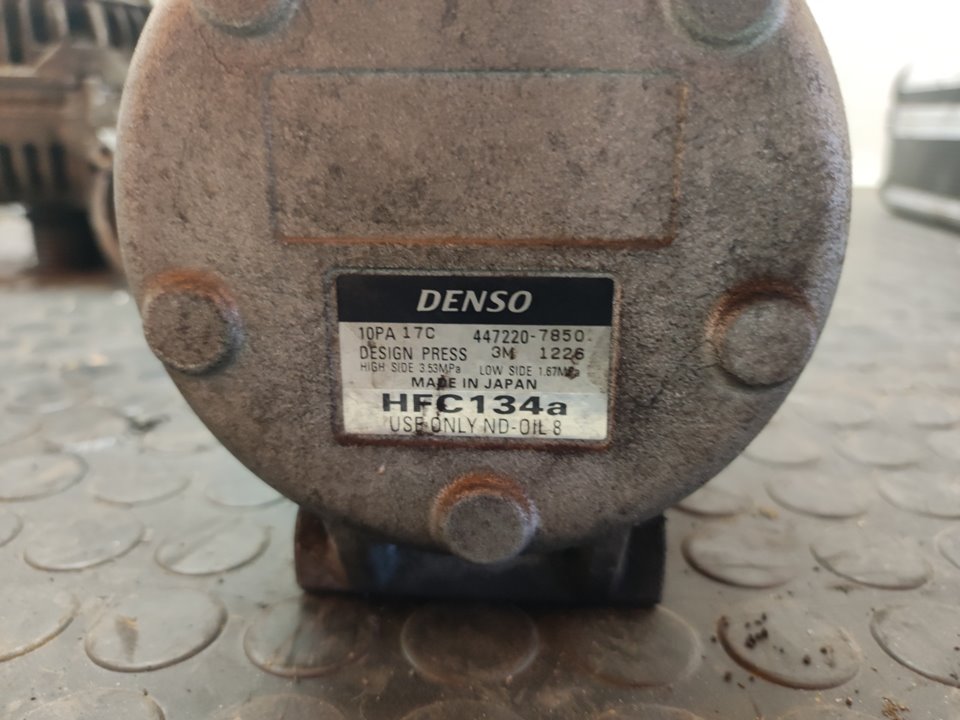 DENSO
10PA 17C 447220-7850
DESIGN PRESS 3M 1226
HIGH SIDE 3.53MPa LOW SIDE 1.67MPa
MADE IN JAPAN
HFC134a
USE ONLY ND-OIL 8